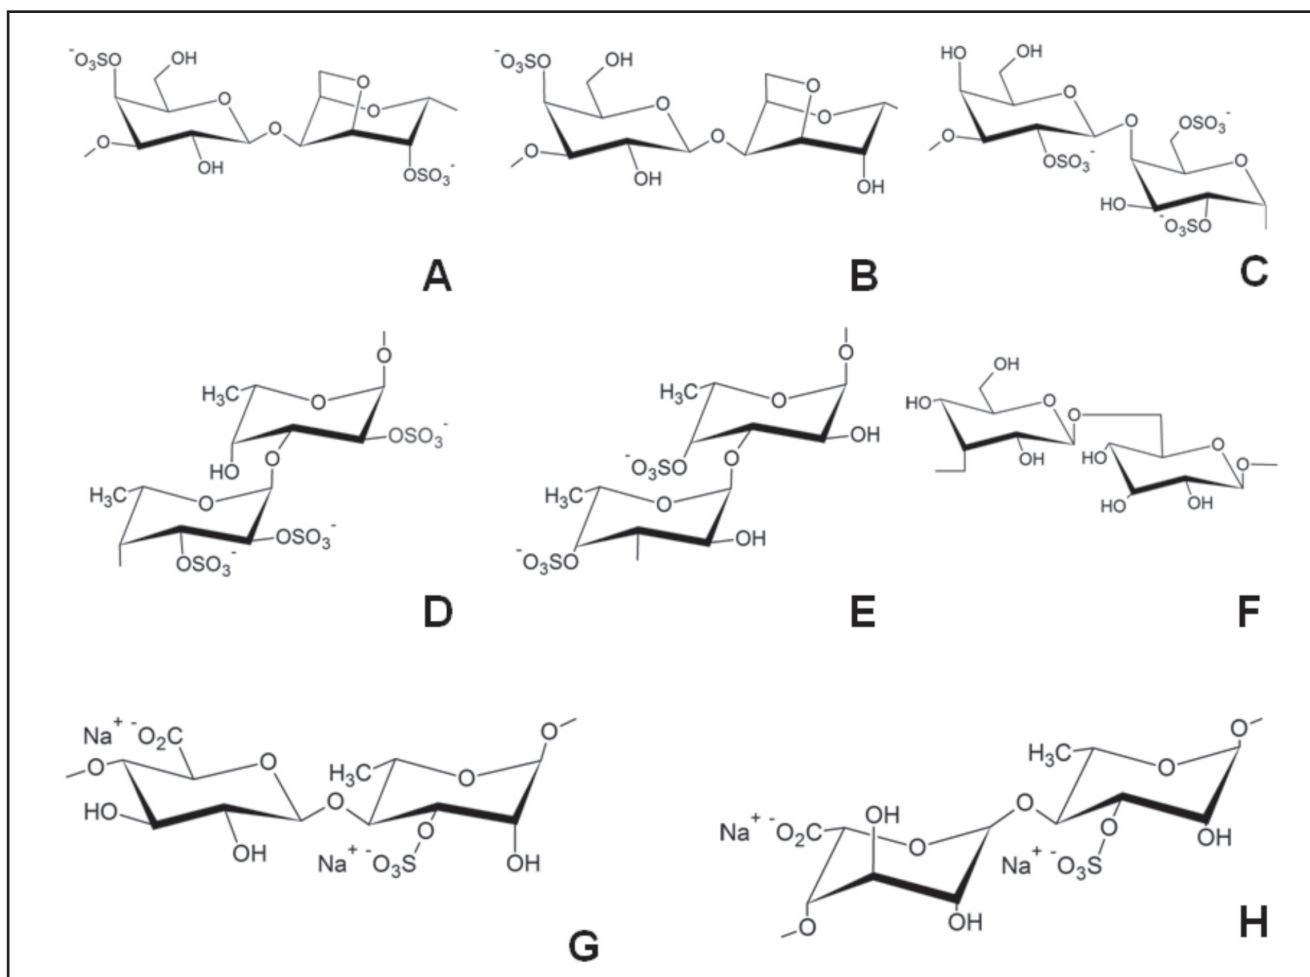 ⁻O₃SO OH O O O O OSO₃⁻ OH
A
⁻O₃SO OH O O O O OH OH
B
HO OH O O O OSO₃⁻ OSO₃⁻ O HO ⁻O₃SO
C
O H₃C O OSO₃⁻ HO O H₃C O OSO₃⁻ OSO₃⁻
D
O H₃C O OH ⁻O₃SO O H₃C O OH ⁻O₃SO
E
OH HO O O OH HO O O HO OH
F
Na⁺ ⁻O₂C O O HO OH O H₃C O O O Na⁺ ⁻O₃S OH
G
Na⁺ ⁻O₂C HO O OH O O H₃C O O O Na⁺ ⁻O₃S OH
H